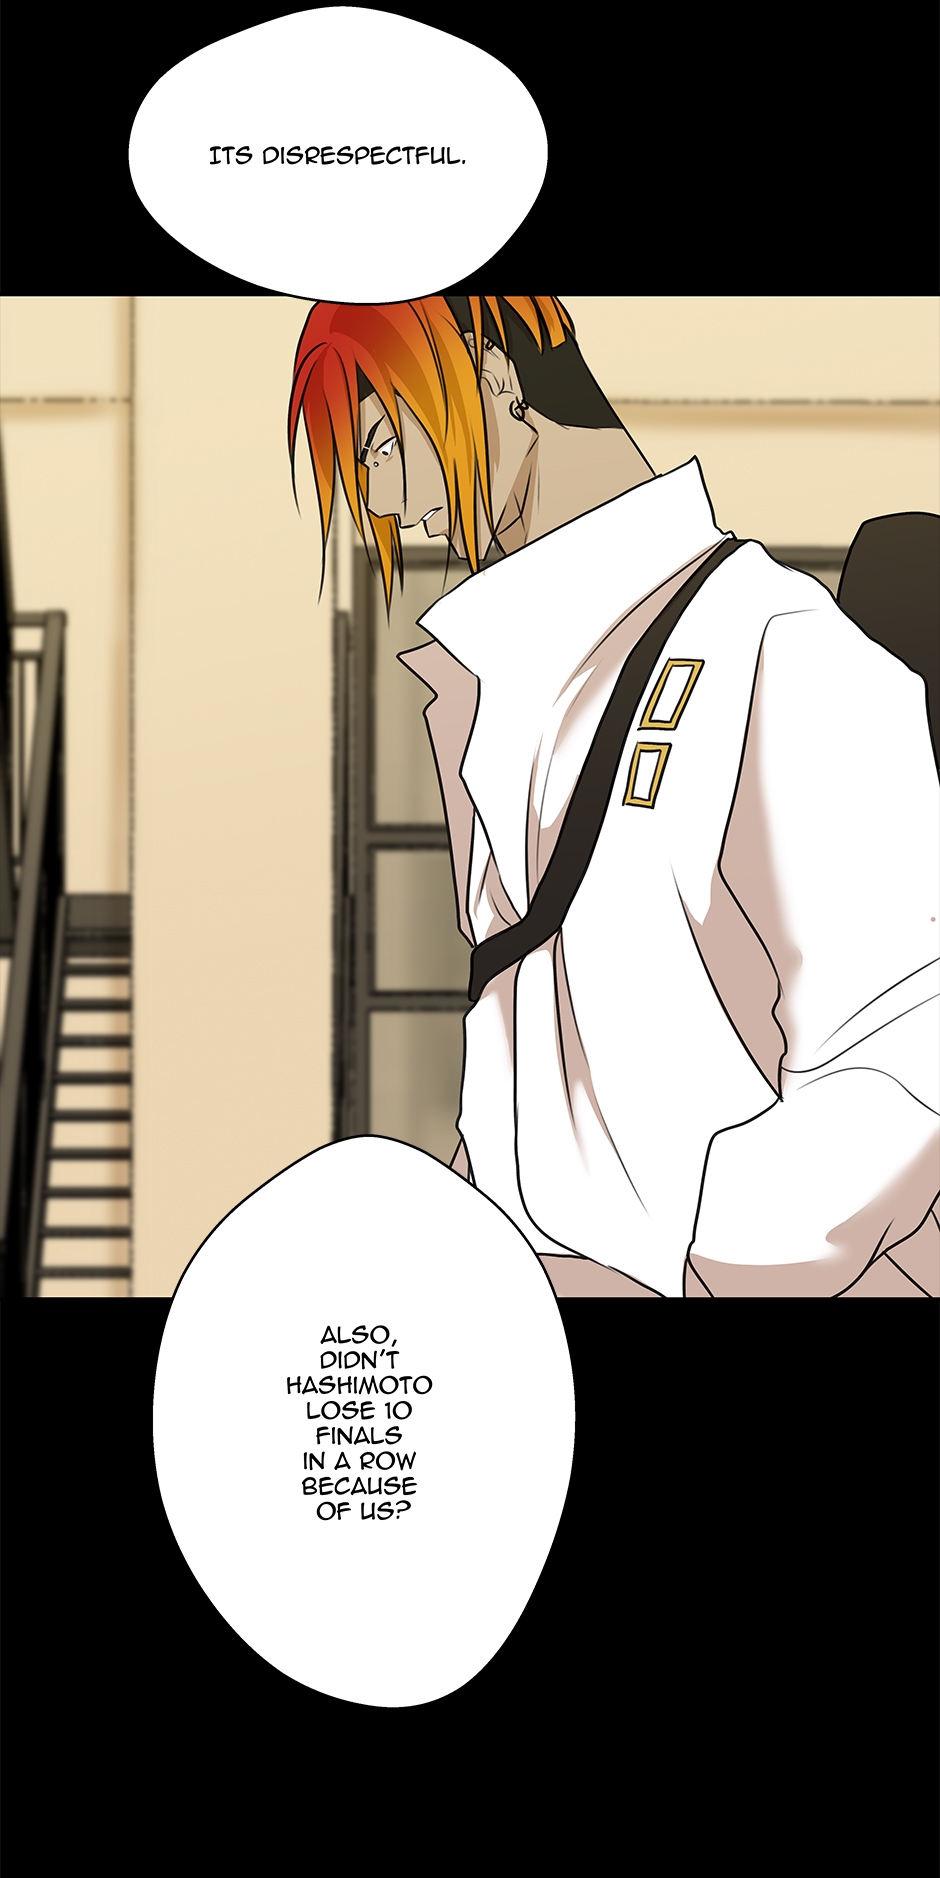 ITS DISRESPECTFUL.
ALSO,
DIDN'T
HASHIMOTO
LOSE 10
FINALS
IN A ROW
BECAUSE
OF US?